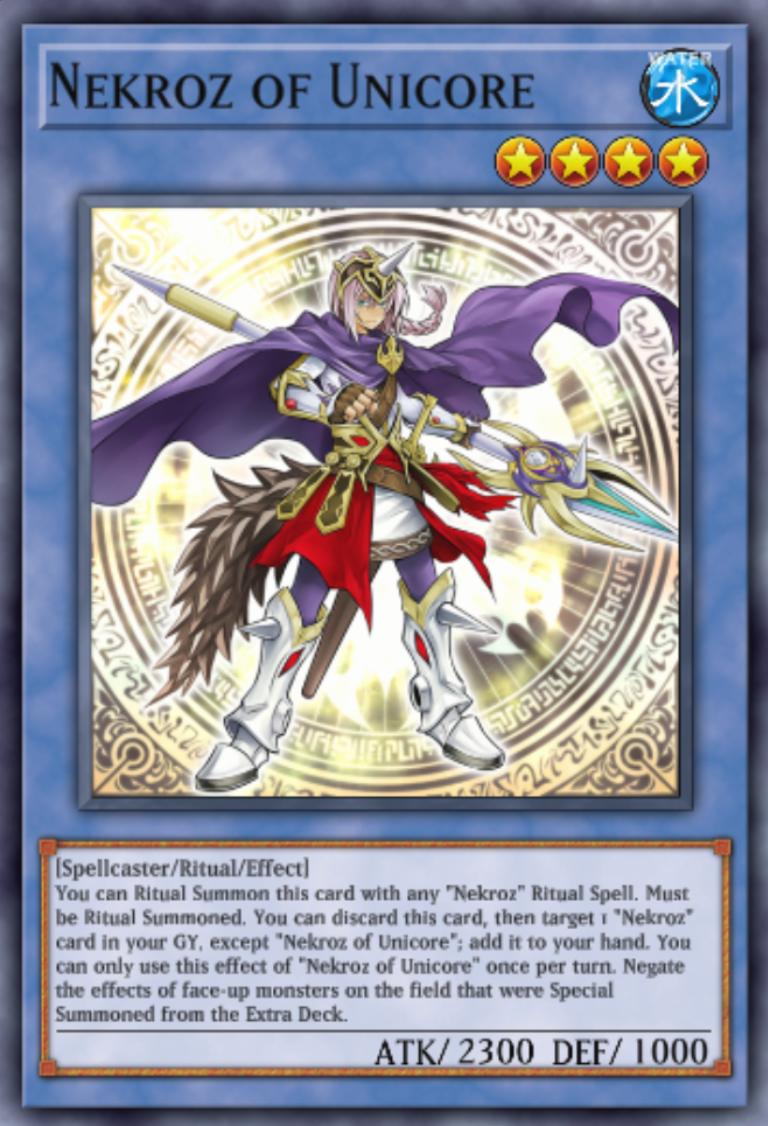 NEKROZ OF UNICORE
WATER
水
[Spellcaster/Ritual/Effect]
You can Ritual Summon this card with any "Nekroz" Ritual Spell. Must
be Ritual Summoned. You can discard this card, then target 1 "Nekroz"
card in your GY, except "Nekroz of Unicore"; add it to your hand. You
can only use this effect of "Nekroz of Unicore" once per turn. Negate
the effects of face-up monsters on the field that were Special
Summoned from the Extra Deck.
ATK/ 2300 DEF/ 1000